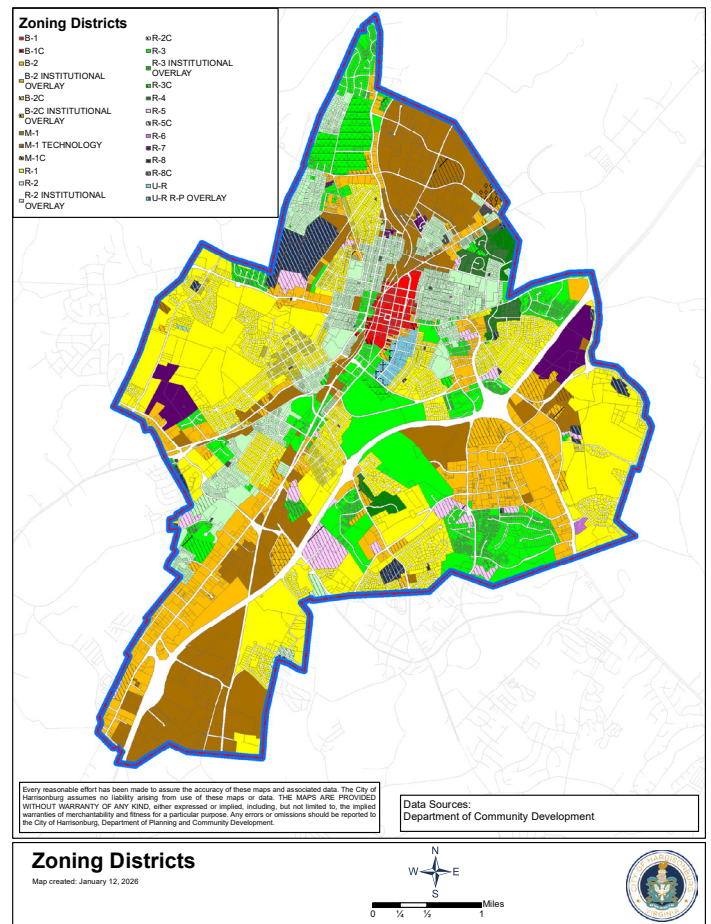 Zoning Districts
B-1
B-1C
B-2
B-2 INSTITUTIONAL
OVERLAY
B-2C
B-2C INSTITUTIONAL
OVERLAY
M-1
M-1 TECHNOLOGY
M-1C
R-1
R-2
R-2 INSTITUTIONAL
OVERLAY
R-2C
R-3
R-3 INSTITUTIONAL
OVERLAY
R-3C
R-4
R-5
R-5C
R-6
R-7
R-8
R-8C
U-R
U-R R-P OVERLAY
Every reasonable effort has been made to assure the accuracy of these maps and associated data. The City of
Harrisonburg assumes no liability arising from use of these maps or data. THE MAPS ARE PROVIDED
WITHOUT WARRANTY OF ANY KIND, either expressed or implied, including, but not limited to, the implied
warranties of merchantability and fitness for a particular purpose. Any errors or omissions should be reported to
the City of Harrisonburg, Department of Planning and Community Development.
Data Sources:
Department of Community Development
Zoning Districts
Map created: January 12, 2026
N
W E
S
Miles
0 ¼ ½ 1
CITY OF HARRISONBURG
VIRGINIA